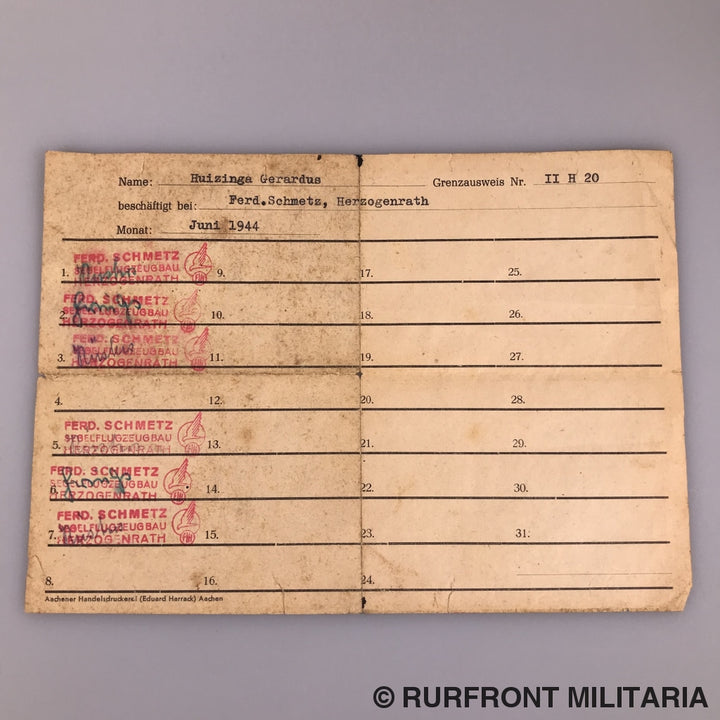 Name: Huizinga Gerardus Grenzausweis Nr. II H 20
beschäftigt bei: Ferd.Schmetz, Herzogenrath
Monat: Juni 1944
FERD. SCHMETZ
SEGELFLUGZEUGBAU
HERZOGENRATH
1. 9. 17. 25.
FERD. SCHMETZ
SEGELFLUGZEUGBAU
HERZOGENRATH
2. 10. 18. 26.
FERD. SCHMETZ
SEGELFLUGZEUGBAU
HERZOGENRATH
3. 11. 19. 27.
4. 12. 20. 28.
FERD. SCHMETZ
SEGELFLUGZEUGBAU
HERZOGENRATH
5. 13. 21. 29.
FERD. SCHMETZ
SEGELFLUGZEUGBAU
HERZOGENRATH
6. 14. 22. 30.
FERD. SCHMETZ
SEGELFLUGZEUGBAU
HERZOGENRATH
7. 15. 23. 31.
8. 16. 24.
Aachener Handelsdruckerei (Eduard Harrack) Aachen
© RURFRONT MILITARIA